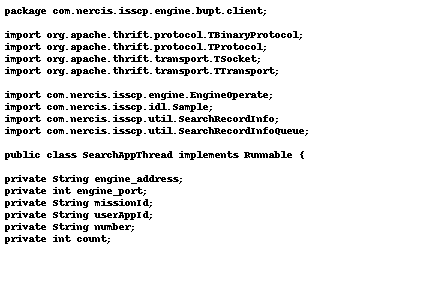 package com.nercis.isscp.engine.bupt.client;
import org.apache.thrift.protocol.TBinaryProtocol;
import org.apache.thrift.protocol.TProtocol;
import org.apache.thrift.transport.TSocket;
import org.apache.thrift.transport.TTransport;
import com.nercis.isscp.engine.EngineOperate;
import com.nercis.isscp.idl.Sample;
import com.nercis.isscp.util.SearchRecordInfo;
import com.nercis.isscp.util.SearchRecordInfoQueue;
public class SearchAppThread implements Runnable {
private String engine_address;
private int engine_port;
private String missionId;
private String userAppId;
private String number;
private int count;